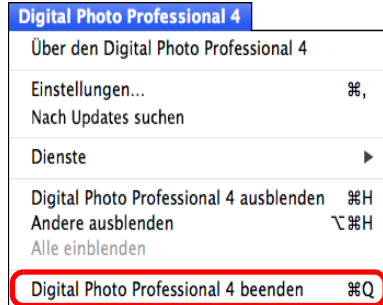 Digital Photo Professional 4
Über den Digital Photo Professional 4
Einstellungen... ⌘,
Nach Updates suchen
Dienste ▶
Digital Photo Professional 4 ausblenden ⌘H
Andere ausblenden ⌥⌘H
Alle einblenden
Digital Photo Professional 4 beenden ⌘Q